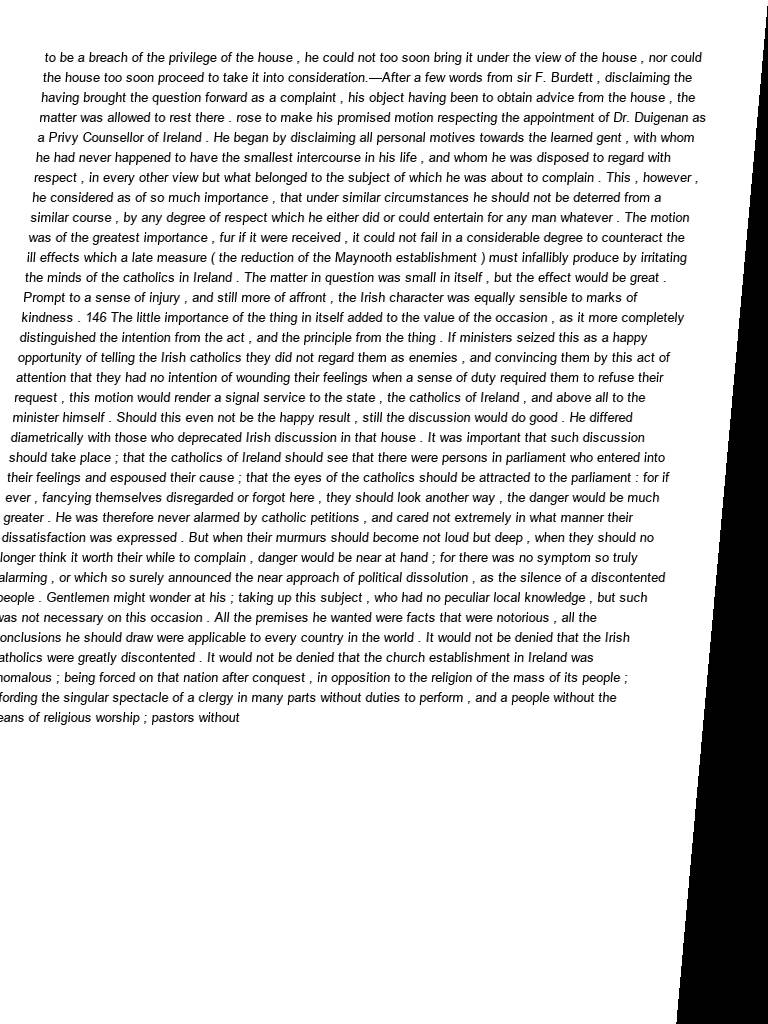 to be a breach of the privilege of the house , he could not too soon bring it under the view of the house , nor could
the house too soon proceed to take it into consideration.—After a few words from sir F. Burdett , disclaiming the
having brought the question forward as a complaint , his object having been to obtain advice from the house , the
matter was allowed to rest there . rose to make his promised motion respecting the appointment of Dr. Duigenan as
a Privy Counsellor of Ireland . He began by disclaiming all personal motives towards the learned gent , with whom
he had never happened to have the smallest intercourse in his life , and whom he was disposed to regard with
respect , in every other view but what belonged to the subject of which he was about to complain . This , however ,
he considered as of so much importance , that under similar circumstances he should not be deterred from a
similar course , by any degree of respect which he either did or could entertain for any man whatever . The motion
was of the greatest importance , fur if it were received , it could not fail in a considerable degree to counteract the
ill effects which a late measure ( the reduction of the Maynooth establishment ) must infallibly produce by irritating
the minds of the catholics in Ireland . The matter in question was small in itself , but the effect would be great .
Prompt to a sense of injury , and still more of affront , the Irish character was equally sensible to marks of
kindness . 146 The little importance of the thing in itself added to the value of the occasion , as it more completely
distinguished the intention from the act , and the principle from the thing . If ministers seized this as a happy
opportunity of telling the Irish catholics they did not regard them as enemies , and convincing them by this act of
attention that they had no intention of wounding their feelings when a sense of duty required them to refuse their
request , this motion would render a signal service to the state , the catholics of Ireland , and above all to the
minister himself . Should this even not be the happy result , still the discussion would do good . He differed
diametrically with those who deprecated Irish discussion in that house . It was important that such discussion
should take place ; that the catholics of Ireland should see that there were persons in parliament who entered into
their feelings and espoused their cause ; that the eyes of the catholics should be attracted to the parliament : for if
ever , fancying themselves disregarded or forgot here , they should look another way , the danger would be much
greater . He was therefore never alarmed by catholic petitions , and cared not extremely in what manner their
dissatisfaction was expressed . But when their murmurs should become not loud but deep , when they should no
longer think it worth their while to complain , danger would be near at hand ; for there was no symptom so truly
alarming , or which so surely announced the near approach of political dissolution , as the silence of a discontented
people . Gentlemen might wonder at his ; taking up this subject , who had no peculiar local knowledge , but such
was not necessary on this occasion . All the premises he wanted were facts that were notorious , all the
onclusions he should draw were applicable to every country in the world . It would not be denied that the Irish
atholics were greatly discontented . It would not be denied that the church establishment in Ireland was
nomalous ; being forced on that nation after conquest , in opposition to the religion of the mass of its people ;
fording the singular spectacle of a clergy in many parts without duties to perform , and a people without the
eans of religious worship ; pastors without